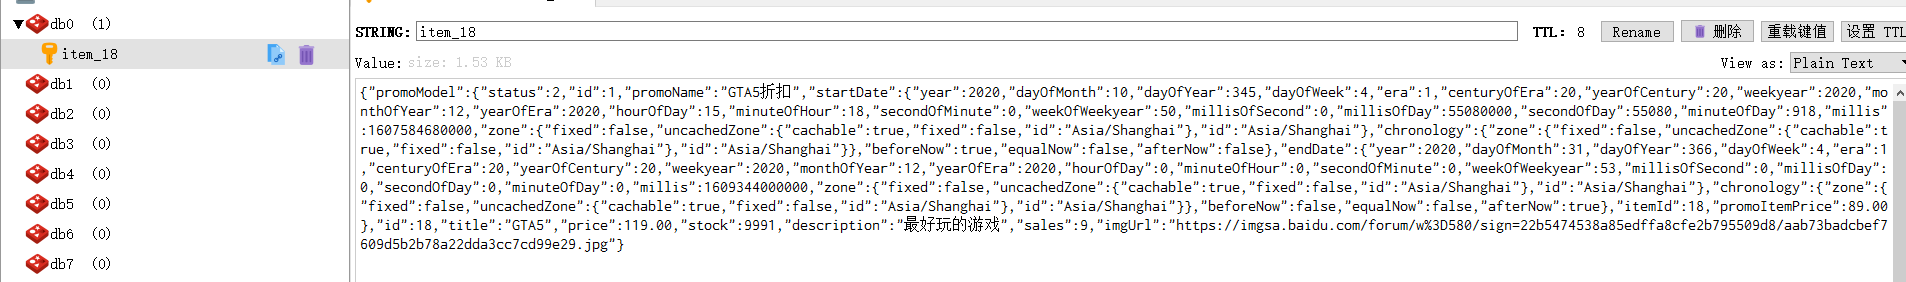 db0 (1)
item_18
db1 (0)
db2 (0)
db3 (0)
db4 (0)
db5 (0)
db6 (0)
db7 (0)
STRING: item_18 TTL: 8 Rename 删除 重载键值 设置 TTL
Value: size: 1.53 KB View as: Plain Text
{"promoModel":{"status":2,"id":1,"promoName":"GTA5折扣","startDate":{"year":2020,"dayOfMonth":10,"dayOfYear":345,"dayOfWeek":4,"era":1,"centuryOfEra":20,"yearOfCentury":20,"weekyear":2020,"mo
nthOfYear":12,"yearOfEra":2020,"hourOfDay":15,"minuteOfHour":18,"secondOfMinute":0,"weekOfWeekyear":50,"millisOfSecond":0,"millisOfDay":55080000,"secondOfDay":55080,"minuteOfDay":918,"millis"
:1607584680000,"zone":{"fixed":false,"uncachedZone":{"cachable":true,"fixed":false,"id":"Asia/Shanghai"},"id":"Asia/Shanghai"},"chronology":{"zone":{"fixed":false,"uncachedZone":{"cachable":t
rue,"fixed":false,"id":"Asia/Shanghai"},"id":"Asia/Shanghai"}},"beforeNow":true,"equalNow":false,"afterNow":false},"endDate":{"year":2020,"dayOfMonth":31,"dayOfYear":366,"dayOfWeek":4,"era":1
,"centuryOfEra":20,"yearOfCentury":20,"weekyear":2020,"monthOfYear":12,"yearOfEra":2020,"hourOfDay":0,"minuteOfHour":0,"secondOfMinute":0,"weekOfWeekyear":53,"millisOfSecond":0,"millisOfDay":
0,"secondOfDay":0,"minuteOfDay":0,"millis":1609344000000,"zone":{"fixed":false,"uncachedZone":{"cachable":true,"fixed":false,"id":"Asia/Shanghai"},"id":"Asia/Shanghai"},"chronology":{"zone":{
"fixed":false,"uncachedZone":{"cachable":true,"fixed":false,"id":"Asia/Shanghai"},"id":"Asia/Shanghai"}},"beforeNow":false,"equalNow":false,"afterNow":true},"itemId":18,"promoItemPrice":89.00
},"id":18,"title":"GTA5","price":119.00,"stock":9991,"description":"最好玩的游戏","sales":9,"imgUrl":"https://imgsa.baidu.com/forum/w%3D580/sign=22b5474538a85edffa8cfe2b795509d8/aab73badcbef7
609d5b2b78a22dda3cc7cd99e29.jpg"}